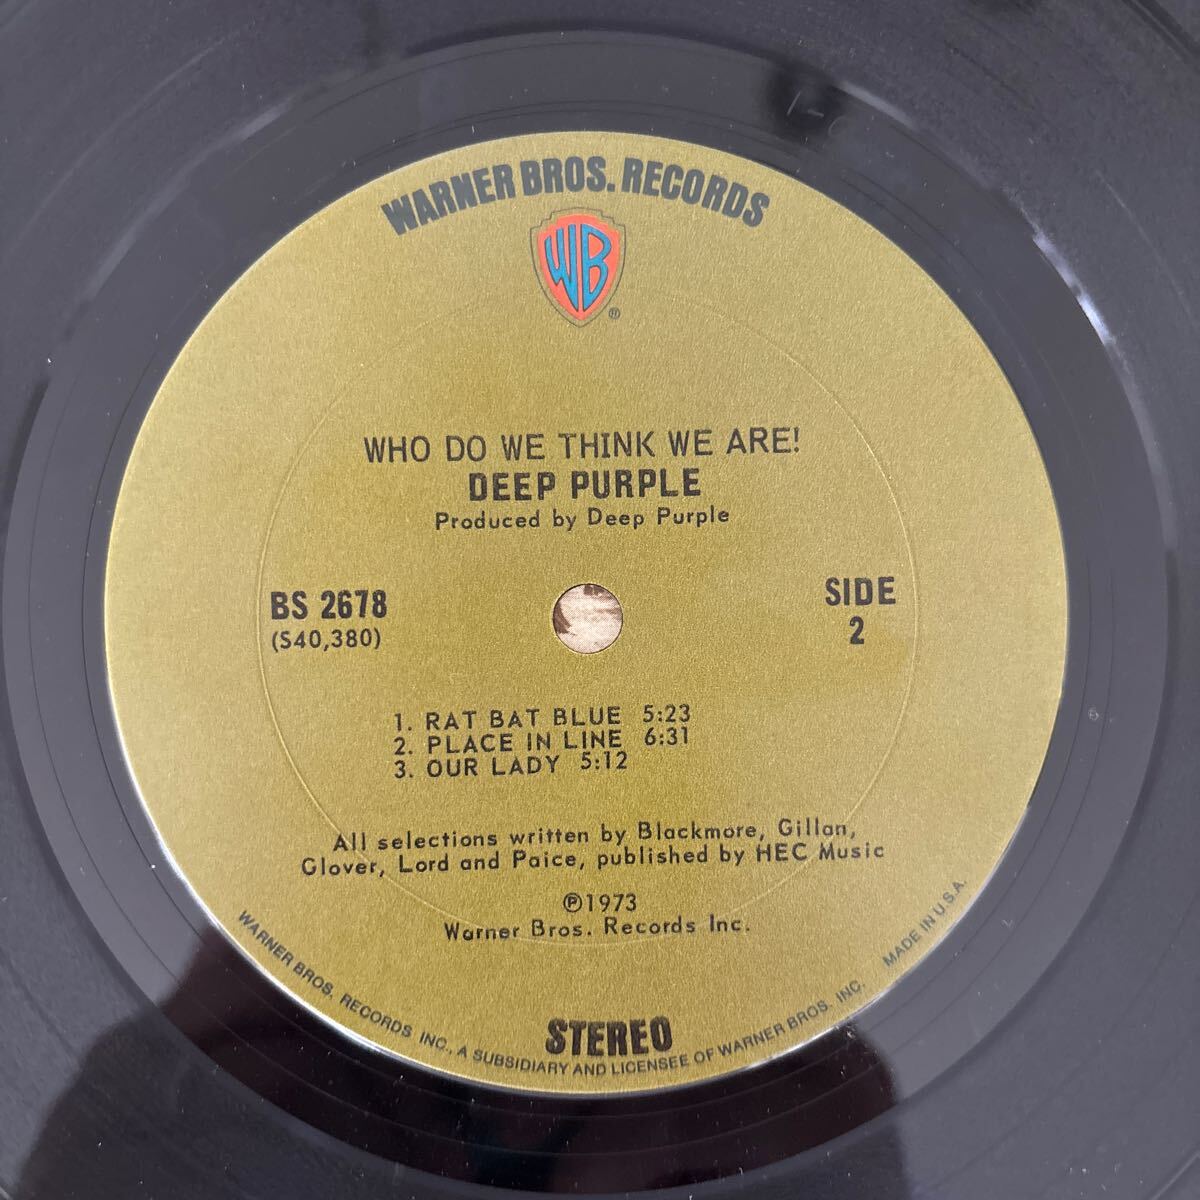 WARNER BROS. RECORDS
WB
®
WHO DO WE THINK WE ARE!
DEEP PURPLE
Produced by Deep Purple
BS 2678
(S40,380)
SIDE
2
1. RAT BAT BLUE 5:23
2. PLACE IN LINE 6:31
3. OUR LADY 5:12
All selections written by Blackmore, Gillan,
Glover, Lord and Paice, published by HEC Music
℗1973
Warner Bros. Records Inc.
STEREO
WARNER BROS. RECORDS INC., A SUBSIDIARY AND LICENSEE OF WARNER BROS. INC. MADE IN U.S.A.